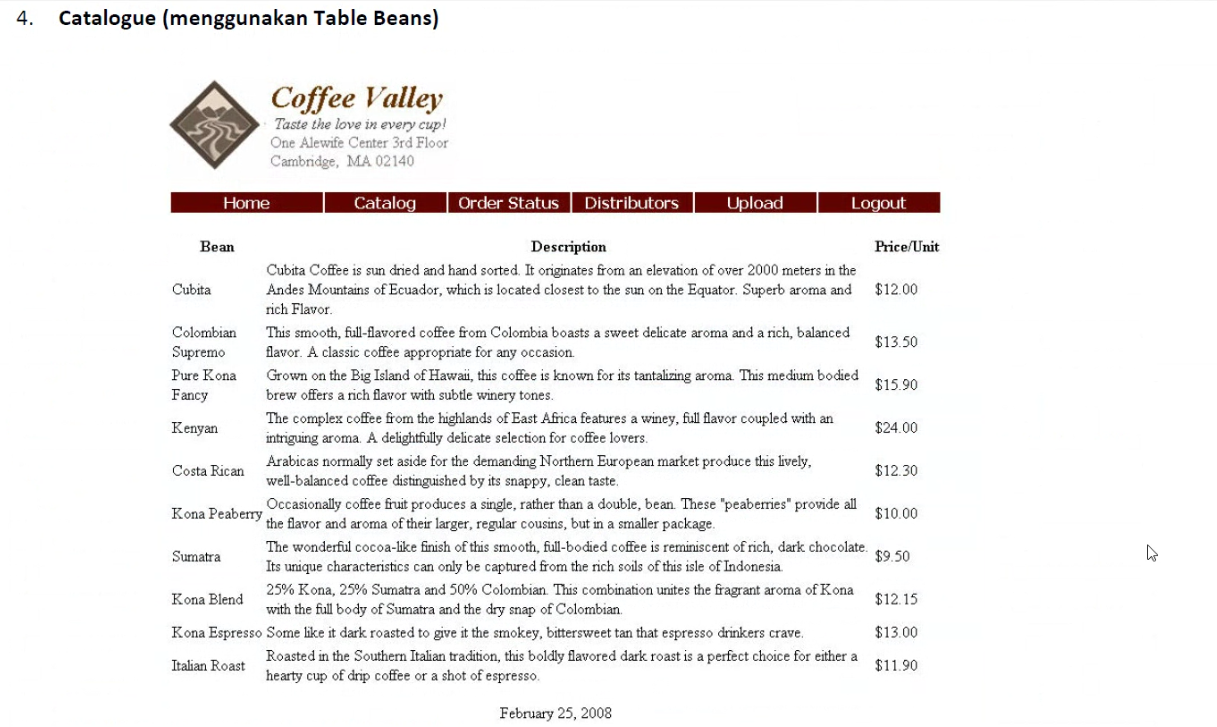 4. Catalogue (menggunakan Table Beans)
Coffee Valley
Taste the love in every cup!
One Alewife Center 3rd Floor
Cambridge, MA 02140
Home Catalog Order Status Distributors Upload Logout
Bean Description Price/Unit
Cubita Coffee is sun dried and hand sorted. It originates from an elevation of over 2000 meters in the
Cubita Andes Mountains of Ecuador, which is located closest to the sun on the Equator. Superb aroma and $12.00
rich Flavor.
Colombian This smooth, full-flavored coffee from Colombia boasts a sweet delicate aroma and a rich, balanced
Supremo flavor. A classic coffee appropriate for any occasion. $13.50
Pure Kona Grown on the Big Island of Hawaii, this coffee is known for its tantalizing aroma. This medium bodied
Fancy brew offers a rich flavor with subtle winery tones. $15.90
The complex coffee from the highlands of East Africa features a winey, full flavor coupled with an
Kenyan intriguing aroma. A delightfully delicate selection for coffee lovers. $24.00
Arabicas normally set aside for the demanding Northern European market produce this lively,
Costa Rican well-balanced coffee distinguished by its snappy, clean taste. $12.30
Occasionally coffee fruit produces a single, rather than a double, bean. These "peaberries" provide all
Kona Peaberry the flavor and aroma of their larger, regular cousins, but in a smaller package. $10.00
The wonderful cocoa-like finish of this smooth, full-bodied coffee is reminiscent of rich, dark chocolate.
Sumatra Its unique characteristics can only be captured from the rich soils of this isle of Indonesia. $9.50
25% Kona, 25% Sumatra and 50% Colombian. This combination unites the fragrant aroma of Kona
Kona Blend with the full body of Sumatra and the dry snap of Colombian. $12.15
Kona Espresso Some like it dark roasted to give it the smokey, bittersweet tan that espresso drinkers crave. $13.00
Roasted in the Southern Italian tradition, this boldly flavored dark roast is a perfect choice for either a
Italian Roast hearty cup of drip coffee or a shot of espresso. $11.90
February 25, 2008